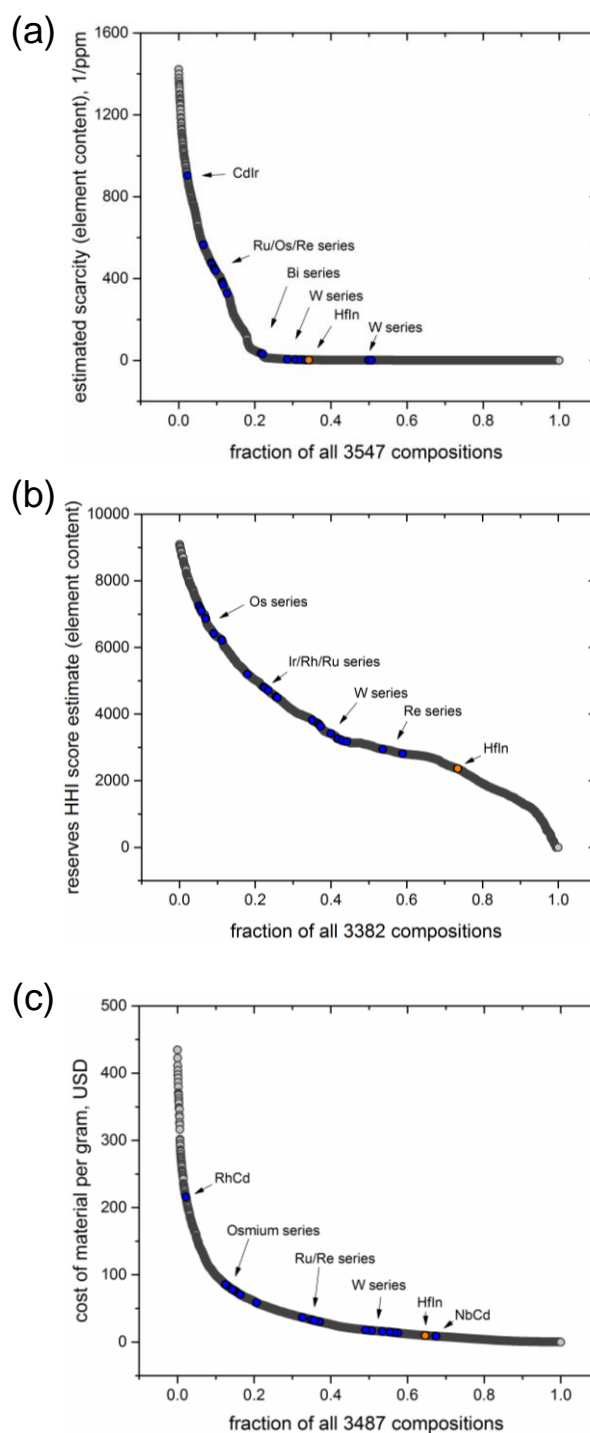 (a)
estimated scarcity (element content), 1/ppm
1600
1200
800
400
0
CdIr
Ru/Os/Re series
Bi series
W series
HfIn
W series
0.0 0.2 0.4 0.6 0.8 1.0
fraction of all 3547 compositions
(b)
reserves HHI score estimate (element content)
10000
8000
6000
4000
2000
0
Os series
Ir/Rh/Ru series
W series
Re series
HfIn
0.0 0.2 0.4 0.6 0.8 1.0
fraction of all 3382 compositions
(c)
cost of material per gram, USD
500
400
300
200
100
0
RhCd
Osmium series
Ru/Re series
W series
HfIn
NbCd
0.0 0.2 0.4 0.6 0.8 1.0
fraction of all 3487 compositions